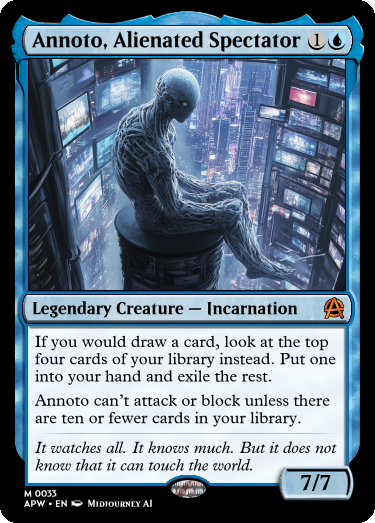 Annoto, Alienated Spectator 1
Legendary Creature — Incarnation
If you would draw a card, look at the top
four cards of your library instead. Put one
into your hand and exile the rest.
Annoto can't attack or block unless there
are ten or fewer cards in your library.
It watches all. It knows much. But it does not
know that it can touch the world.
7/7
M 0033
APW • EN Midjourney AI